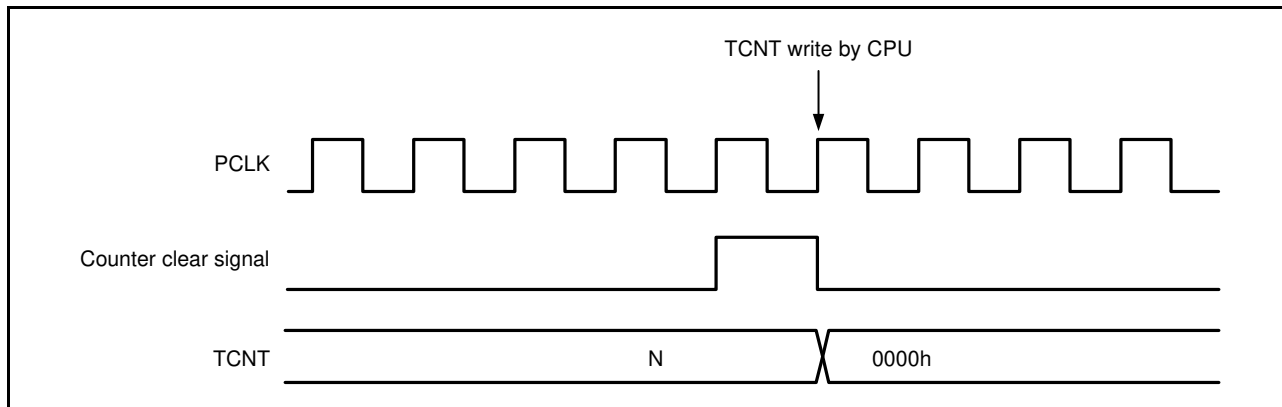 TCNT write by CPU
PCLK
Counter clear signal
TCNT
N
0000h